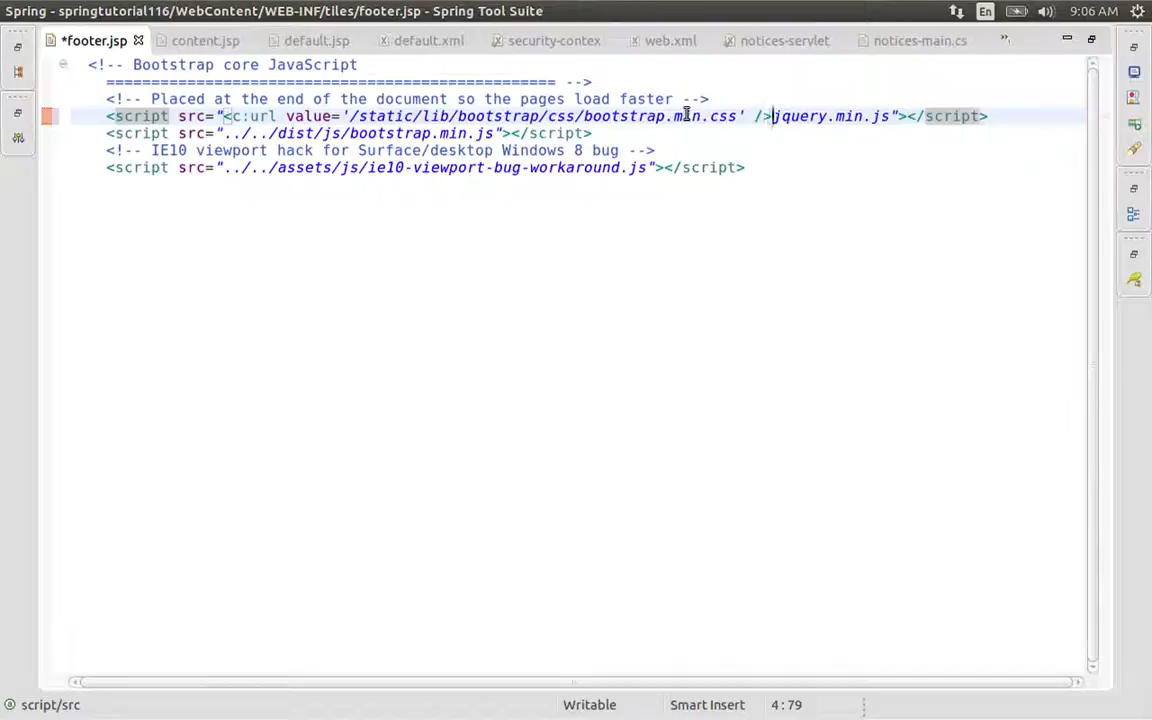 Spring - springtutorial116/WebContent/WEB-INF/tiles/footer.jsp - Spring Tool Suite
En
9:06 AM
*footer.jsp
content.jsp
default.jsp
default.xml
security-contex
web.xml
notices-servlet
notices-main.cs
<!-- Bootstrap core JavaScript
================================================== -->
<!-- Placed at the end of the document so the pages load faster -->
<script src="<c:url value='/static/lib/bootstrap/css/bootstrap.min.css' />jquery.min.js"></script>
<script src="../../dist/js/bootstrap.min.js"></script>
<!-- IE10 viewport hack for Surface/desktop Windows 8 bug -->
<script src="../../assets/js/ie10-viewport-bug-workaround.js"></script>
script/src
Writable
Smart Insert
4:79